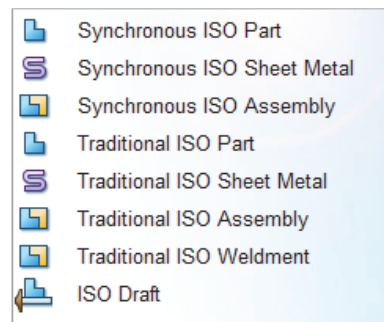 Synchronous ISO Part
Synchronous ISO Sheet Metal
Synchronous ISO Assembly
Traditional ISO Part
Traditional ISO Sheet Metal
Traditional ISO Assembly
Traditional ISO Weldment
ISO Draft